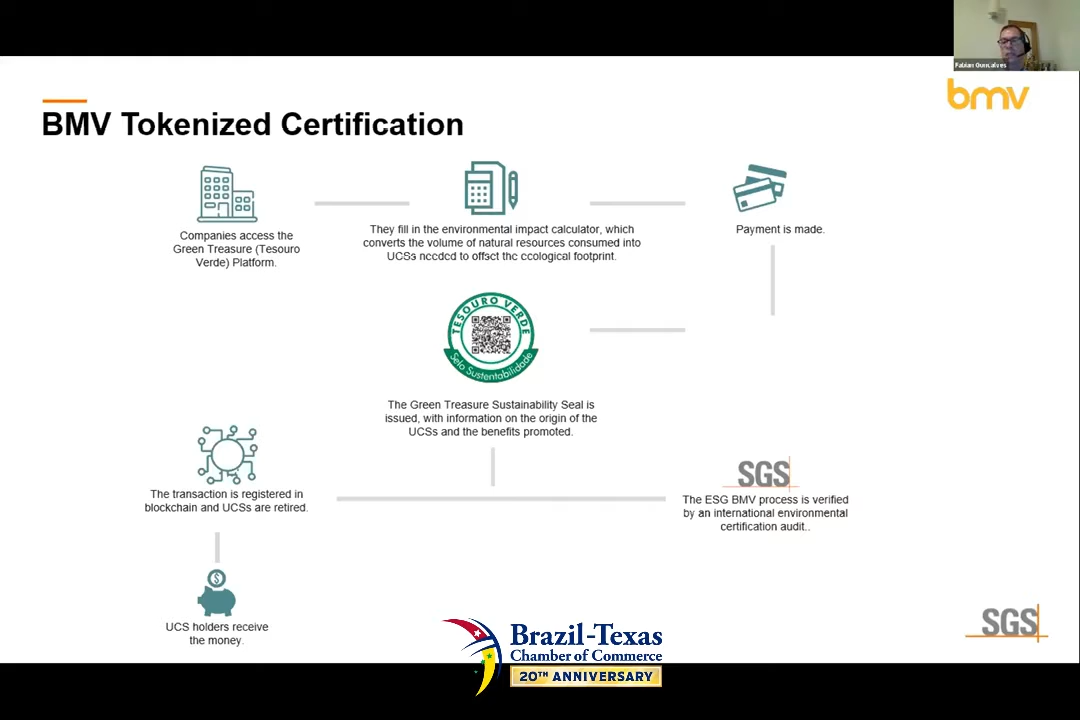 Fabian Goncalves
bmv
BMV Tokenized Certification
Companies access the
Green Treasure (Tesouro
Verde) Platform.
They fill in the environmental impact calculator, which
converts the volume of natural resources consumed into
UCSs needed to offset the ecological footprint.
Payment is made.
TESOURO VERDE
Selo Sustentabilidade
The Green Treasure Sustainability Seal is
issued, with information on the origin of the
UCSs and the benefits promoted.
The transaction is registered in
blockchain and UCSs are retired.
SGS
The ESG BMV process is verified
by an international environmental
certification audit..
UCS holders receive
the money.
SGS
Brazil-Texas
Chamber of Commerce
20TH ANNIVERSARY